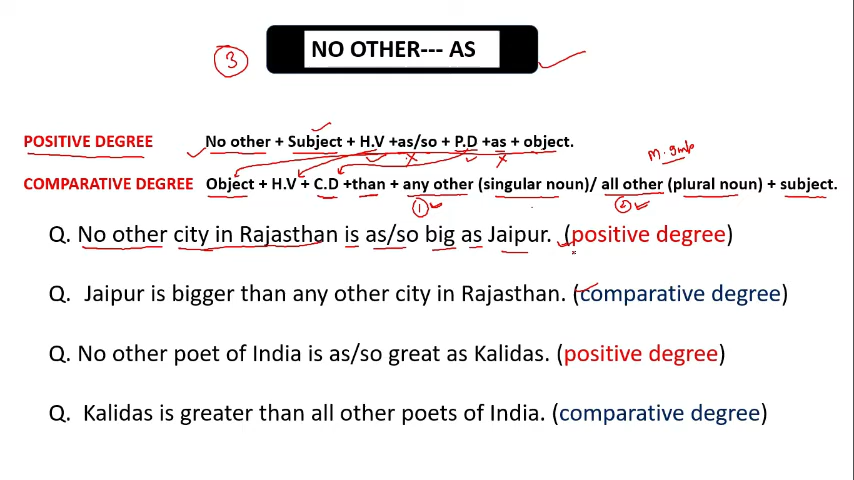 NO OTHER--- AS
3
POSITIVE DEGREE No other + Subject + H.V +as/so + P.D +as + object.
M. Imp
COMPARATIVE DEGREE Object + H.V + C.D +than + any other (singular noun)/ all other (plural noun) + subject.
1 2
Q. No other city in Rajasthan is as/so big as Jaipur. (positive degree)
Q. Jaipur is bigger than any other city in Rajasthan. (comparative degree)
Q. No other poet of India is as/so great as Kalidas. (positive degree)
Q. Kalidas is greater than all other poets of India. (comparative degree)